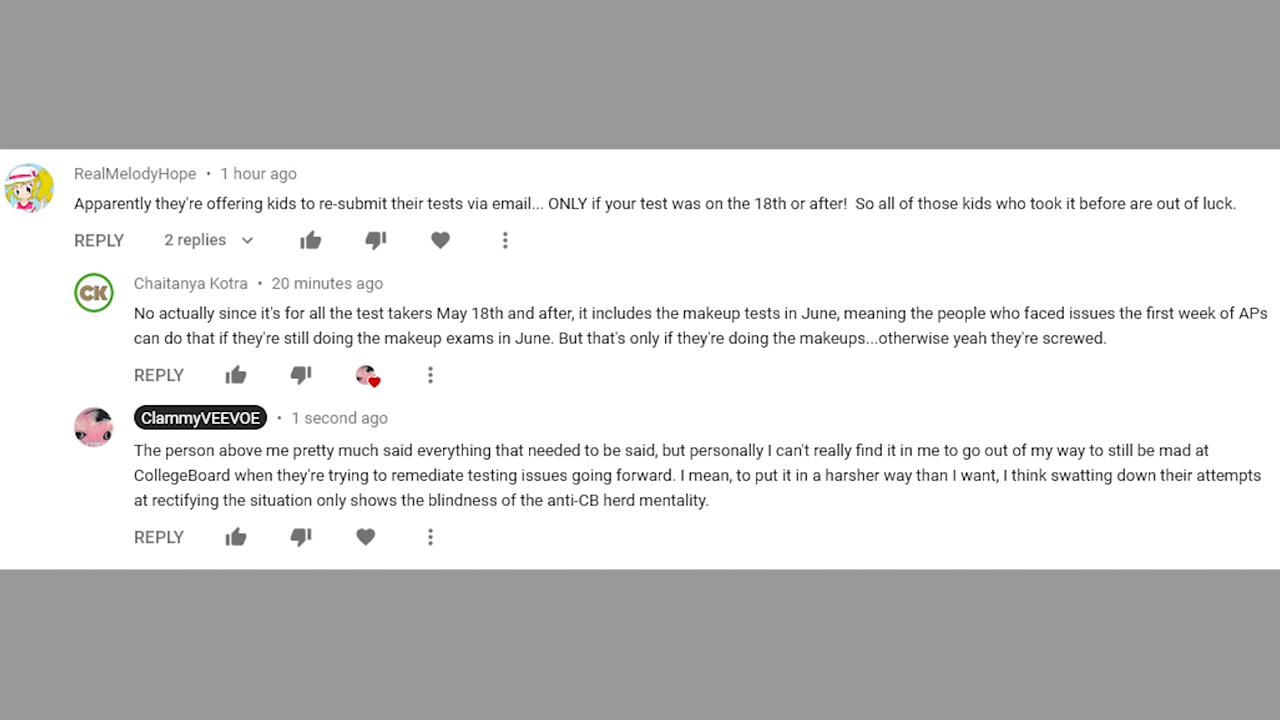 RealMelodyHope • 1 hour ago
Apparently they're offering kids to re-submit their tests via email... ONLY if your test was on the 18th or after!  So all of those kids who took it before are out of luck.
REPLY 2 replies
CK
Chaitanya Kotra • 20 minutes ago
No actually since it's for all the test takers May 18th and after, it includes the makeup tests in June, meaning the people who faced issues the first week of APs
can do that if they're still doing the makeup exams in June. But that's only if they're doing the makeups...otherwise yeah they're screwed.
REPLY
ClammyVEEVOE • 1 second ago
The person above me pretty much said everything that needed to be said, but personally I can't really find it in me to go out of my way to still be mad at
CollegeBoard when they're trying to remediate testing issues going forward. I mean, to put it in a harsher way than I want, I think swatting down their attempts
at rectifying the situation only shows the blindness of the anti-CB herd mentality.
REPLY